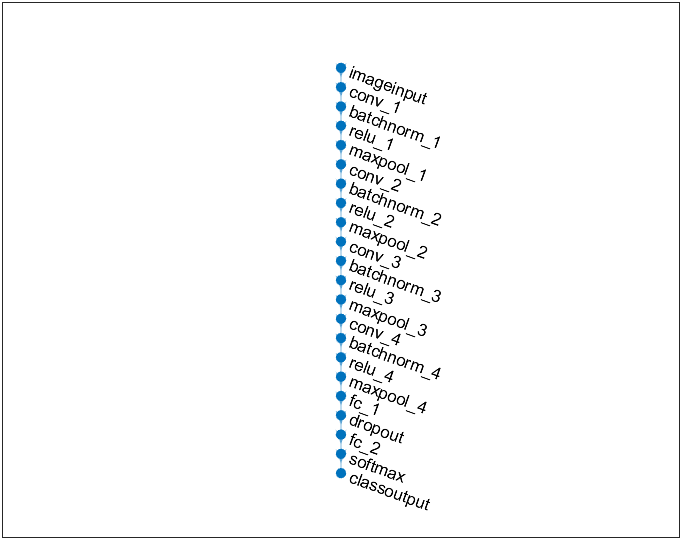 imageinput
conv_1
batchnorm_1
relu_1
maxpool_1
conv_2
batchnorm_2
relu_2
maxpool_2
conv_3
batchnorm_3
relu_3
maxpool_3
conv_4
batchnorm_4
relu_4
maxpool_4
fc_1
dropout
fc_2
softmax
classoutput